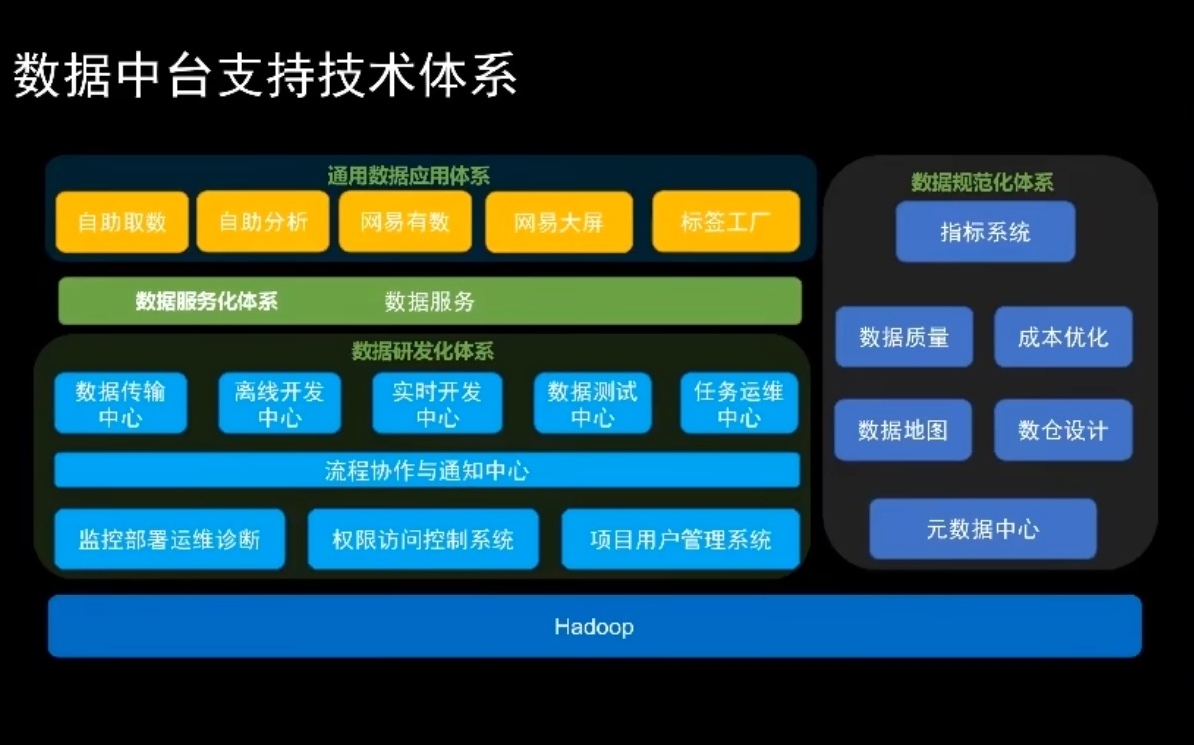 数据中台支持技术体系
通用数据应用体系
自助取数
自助分析
网易有数
网易大屏
标签工厂
数据服务化体系
数据服务
数据研发化体系
数据传输
中心
离线开发
中心
实时开发
中心
数据测试
中心
任务运维
中心
流程协作与通知中心
监控部署运维诊断
权限访问控制系统
项目用户管理系统
数据规范化体系
指标系统
数据质量
成本优化
数据地图
数仓设计
元数据中心
Hadoop